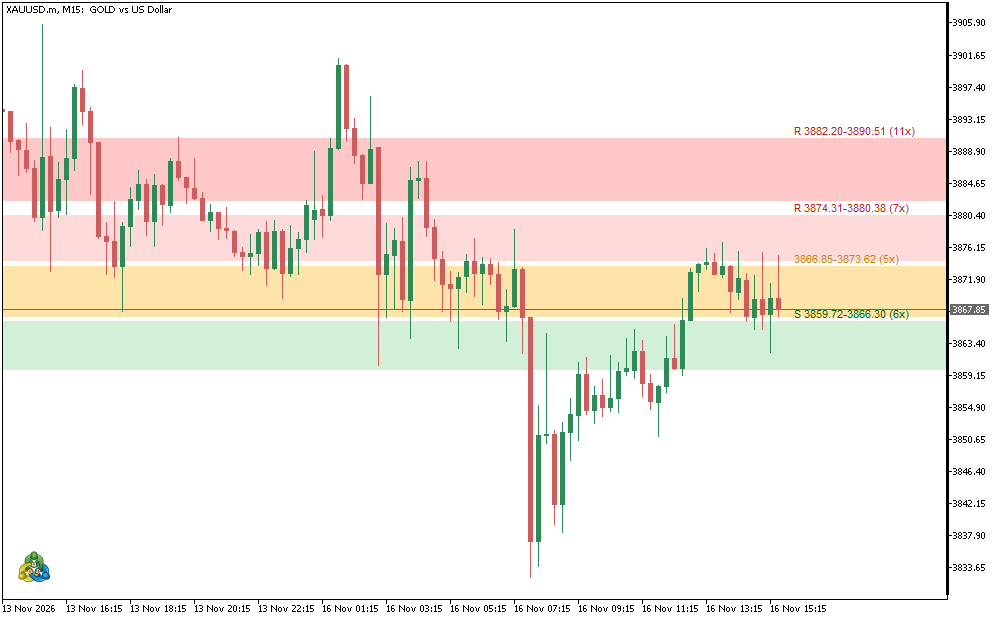 XAUUSD.m, M15: GOLD vs US Dollar
3905.90
3901.65
3897.40
3893.15
R 3882.20-3890.51 (11x)
3888.90
3884.65
R 3874.31-3880.38 (7x)
3880.40
3876.15
3866.85-3873.62 (5x)
3871.90
3867.85
S 3859.72-3866.30 (6x)
3863.40
3859.15
3854.90
3850.65
3846.40
3842.15
3837.90
3833.65
13 Nov 2026
13 Nov 16:15
13 Nov 18:15
13 Nov 20:15
13 Nov 22:15
16 Nov 01:15
16 Nov 03:15
16 Nov 05:15
16 Nov 07:15
16 Nov 09:15
16 Nov 11:15
16 Nov 13:15
16 Nov 15:15